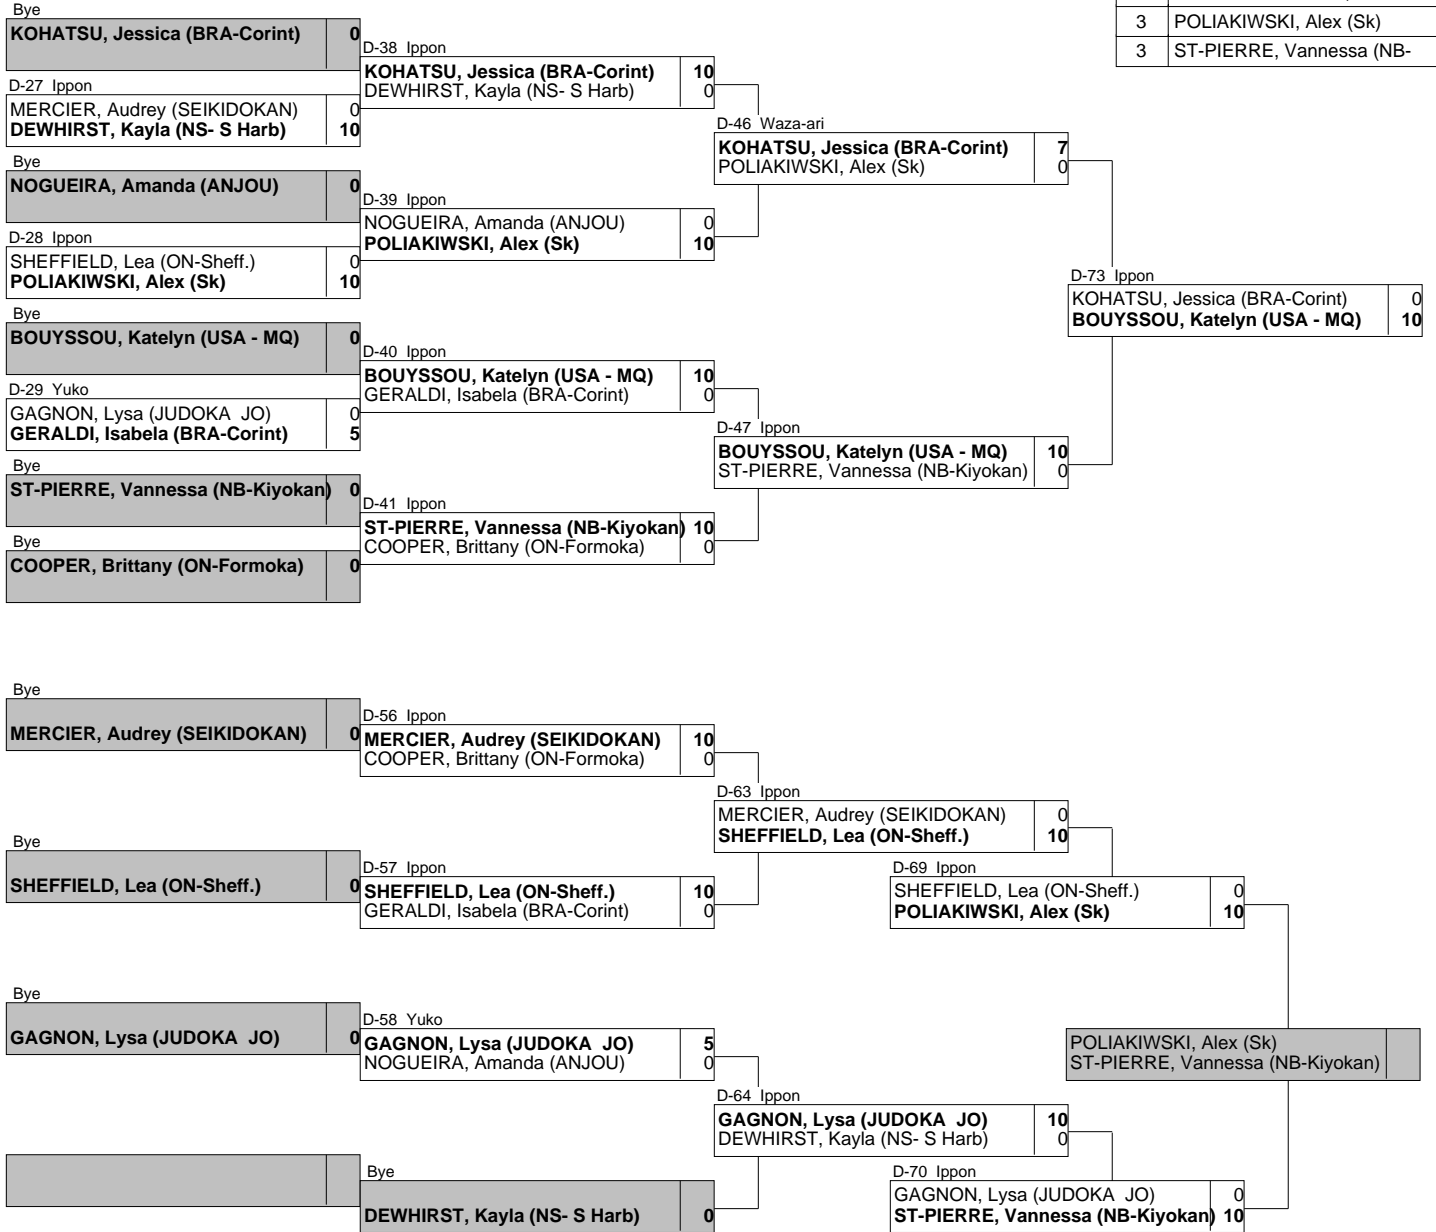 3 POLIAKIWSKI, Alex (Sk)
3 ST-PIERRE, Vannessa (NB-
Bye
KOHATSU, Jessica (BRA-Corint) 0
D-27 Ippon
MERCIER, Audrey (SEIKIDOKAN) 0
DEWHIRST, Kayla (NS- S Harb) 10
Bye
NOGUEIRA, Amanda (ANJOU) 0
D-28 Ippon
SHEFFIELD, Lea (ON-Sheff.) 0
POLIAKIWSKI, Alex (Sk) 10
Bye
BOUYSSOU, Katelyn (USA - MQ) 0
D-29 Yuko
GAGNON, Lysa (JUDOKA JO) 0
GERALDI, Isabela (BRA-Corint) 5
Bye
ST-PIERRE, Vannessa (NB-Kiyokan) 0
Bye
COOPER, Brittany (ON-Formoka) 0
D-38 Ippon
KOHATSU, Jessica (BRA-Corint) 10
DEWHIRST, Kayla (NS- S Harb) 0
D-39 Ippon
NOGUEIRA, Amanda (ANJOU) 0
POLIAKIWSKI, Alex (Sk) 10
D-40 Ippon
BOUYSSOU, Katelyn (USA - MQ) 10
GERALDI, Isabela (BRA-Corint) 0
D-41 Ippon
ST-PIERRE, Vannessa (NB-Kiyokan) 10
COOPER, Brittany (ON-Formoka) 0
D-46 Waza-ari
KOHATSU, Jessica (BRA-Corint) 7
POLIAKIWSKI, Alex (Sk) 0
D-47 Ippon
BOUYSSOU, Katelyn (USA - MQ) 10
ST-PIERRE, Vannessa (NB-Kiyokan) 0
D-73 Ippon
KOHATSU, Jessica (BRA-Corint) 0
BOUYSSOU, Katelyn (USA - MQ) 10
Bye
MERCIER, Audrey (SEIKIDOKAN) 0
Bye
SHEFFIELD, Lea (ON-Sheff.) 0
Bye
GAGNON, Lysa (JUDOKA JO) 0
D-56 Ippon
MERCIER, Audrey (SEIKIDOKAN) 10
COOPER, Brittany (ON-Formoka) 0
D-57 Ippon
SHEFFIELD, Lea (ON-Sheff.) 10
GERALDI, Isabela (BRA-Corint) 0
D-58 Yuko
GAGNON, Lysa (JUDOKA JO) 5
NOGUEIRA, Amanda (ANJOU) 0
Bye
DEWHIRST, Kayla (NS- S Harb) 0
D-63 Ippon
MERCIER, Audrey (SEIKIDOKAN) 0
SHEFFIELD, Lea (ON-Sheff.) 10
D-64 Ippon
GAGNON, Lysa (JUDOKA JO) 10
DEWHIRST, Kayla (NS- S Harb) 0
D-69 Ippon
SHEFFIELD, Lea (ON-Sheff.) 0
POLIAKIWSKI, Alex (Sk) 10
D-70 Ippon
GAGNON, Lysa (JUDOKA JO) 0
ST-PIERRE, Vannessa (NB-Kiyokan) 10
POLIAKIWSKI, Alex (Sk)
ST-PIERRE, Vannessa (NB-Kiyokan)